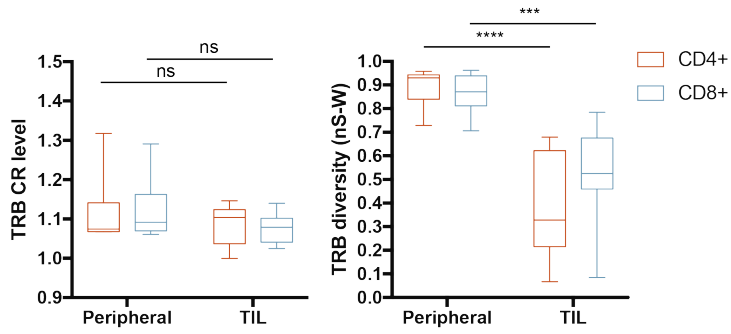 ns
ns
TRB CR level
1.5
1.4
1.3
1.2
1.1
1.0
0.9
Peripheral
TIL
***
****
TRB diversity (nS-W)
1.0
0.9
0.8
0.7
0.6
0.5
0.4
0.3
0.2
0.1
0.0
Peripheral
TIL
CD4+
CD8+